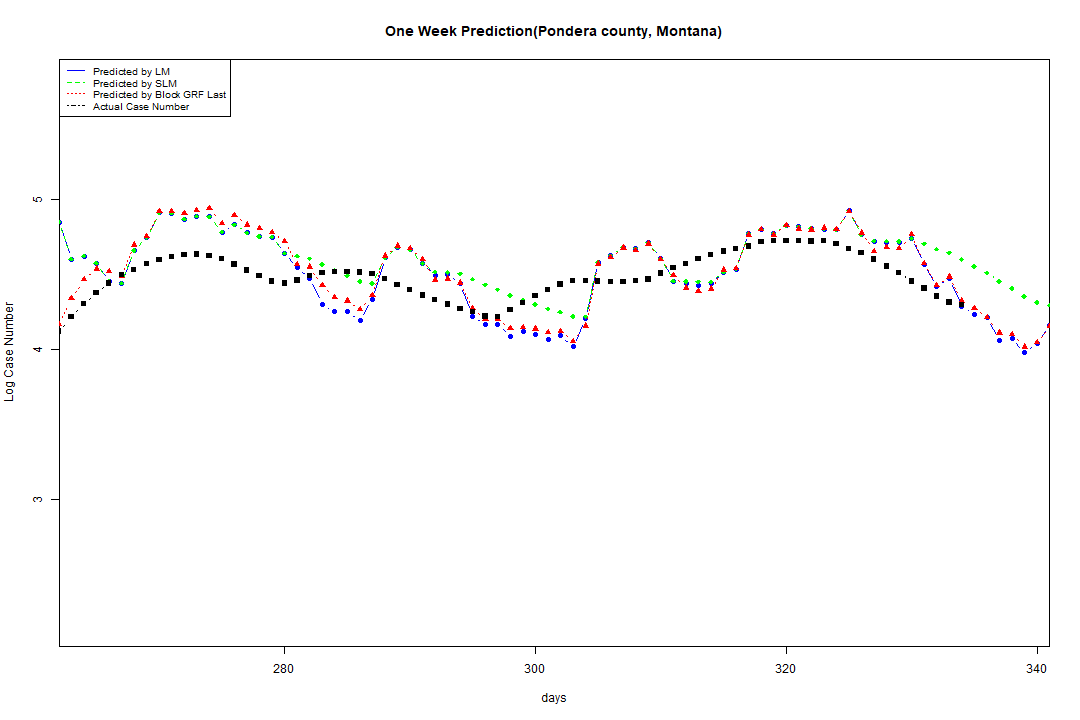 One Week Prediction(Pondera county, Montana)
Predicted by LM
Predicted by SLM
Predicted by Block GRF Last
Actual Case Number
5
4
3
Log Case Number
280 300 320 340
days